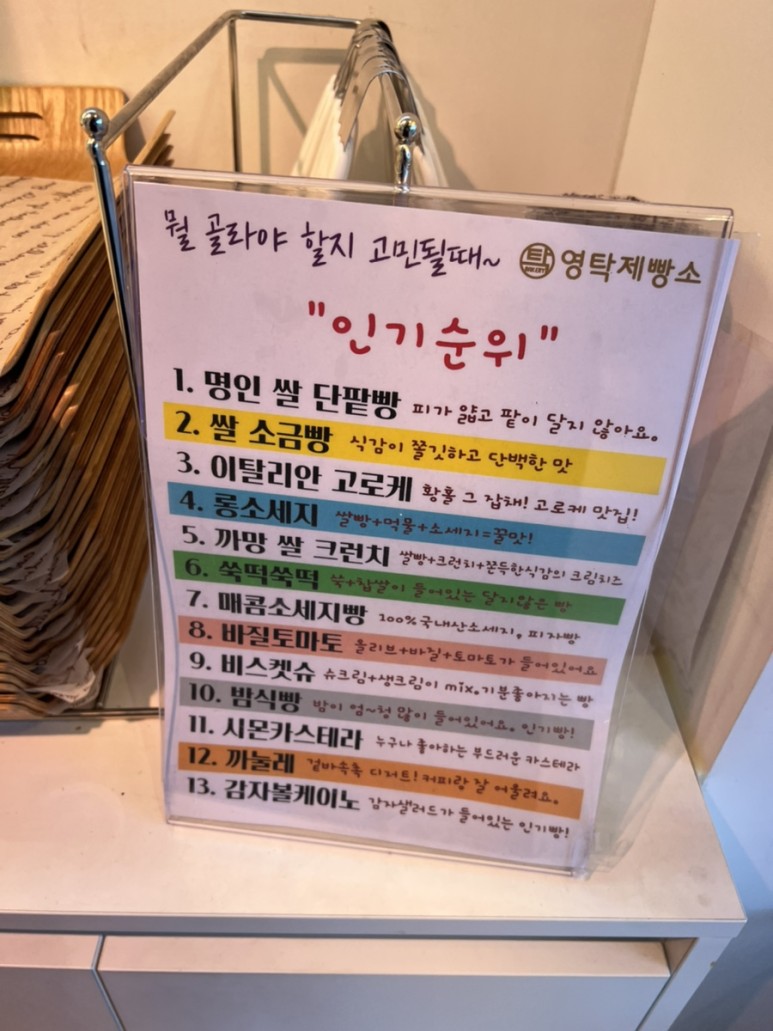 뭘 골라야 할지 고민될때~
영탁제빵소
"인기순위"
1. 명인 쌀 단팥빵 피가 얇고 팥이 달지 않아요.
2. 쌀 소금빵 식감이 쫄깃하고 단백한 맛
3. 이탈리안 고로케 황홀 그 잡채! 고로케 맛집!
4. 롱소세지 쌀빵+먹물+소세지=꿀맛!
5. 까망 쌀 크런치 쌀빵+크런치+쫀득한식감의 크림치즈
6. 쑥떡쑥떡 쑥+찹쌀이 들어있는 달지않은 빵
7. 매콤소세지빵 100%국내산소세지. 피자빵
8. 바질토마토 올리브+바질+토마토가 들어있어요
9. 비스켓슈 슈크림+생크림이 mix.기분좋아지는 빵
10. 밤식빵 밤이 엄~청 많이 들어있어요. 인기빵!
11. 시몬카스테라 누구나 좋아하는 부드러운 카스테라
12. 까눌레 겉바속촉 디저트! 커피랑 잘 어울려요.
13. 감자볼케이노 감자샐러드가 들어있는 인기빵!